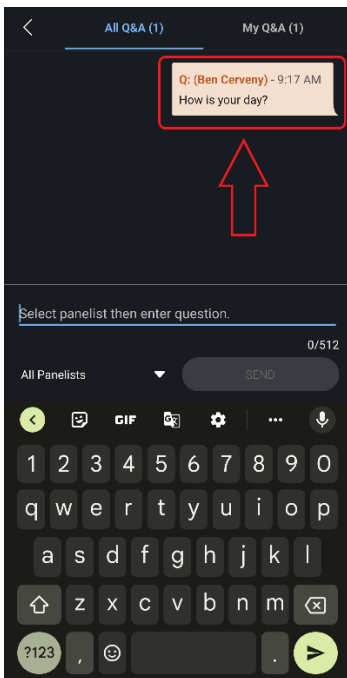 All Q&A (1) My Q&A (1)
Q: (Ben Cerveny) - 9:17 AM
How is your day?
Select panelist then enter question.
0/512
All Panelists SEND
GIF
1 2 3 4 5 6 7 8 9 0
q w e r t y u i o p
a s d f g h j k l
z x c v b n m
?123 , .